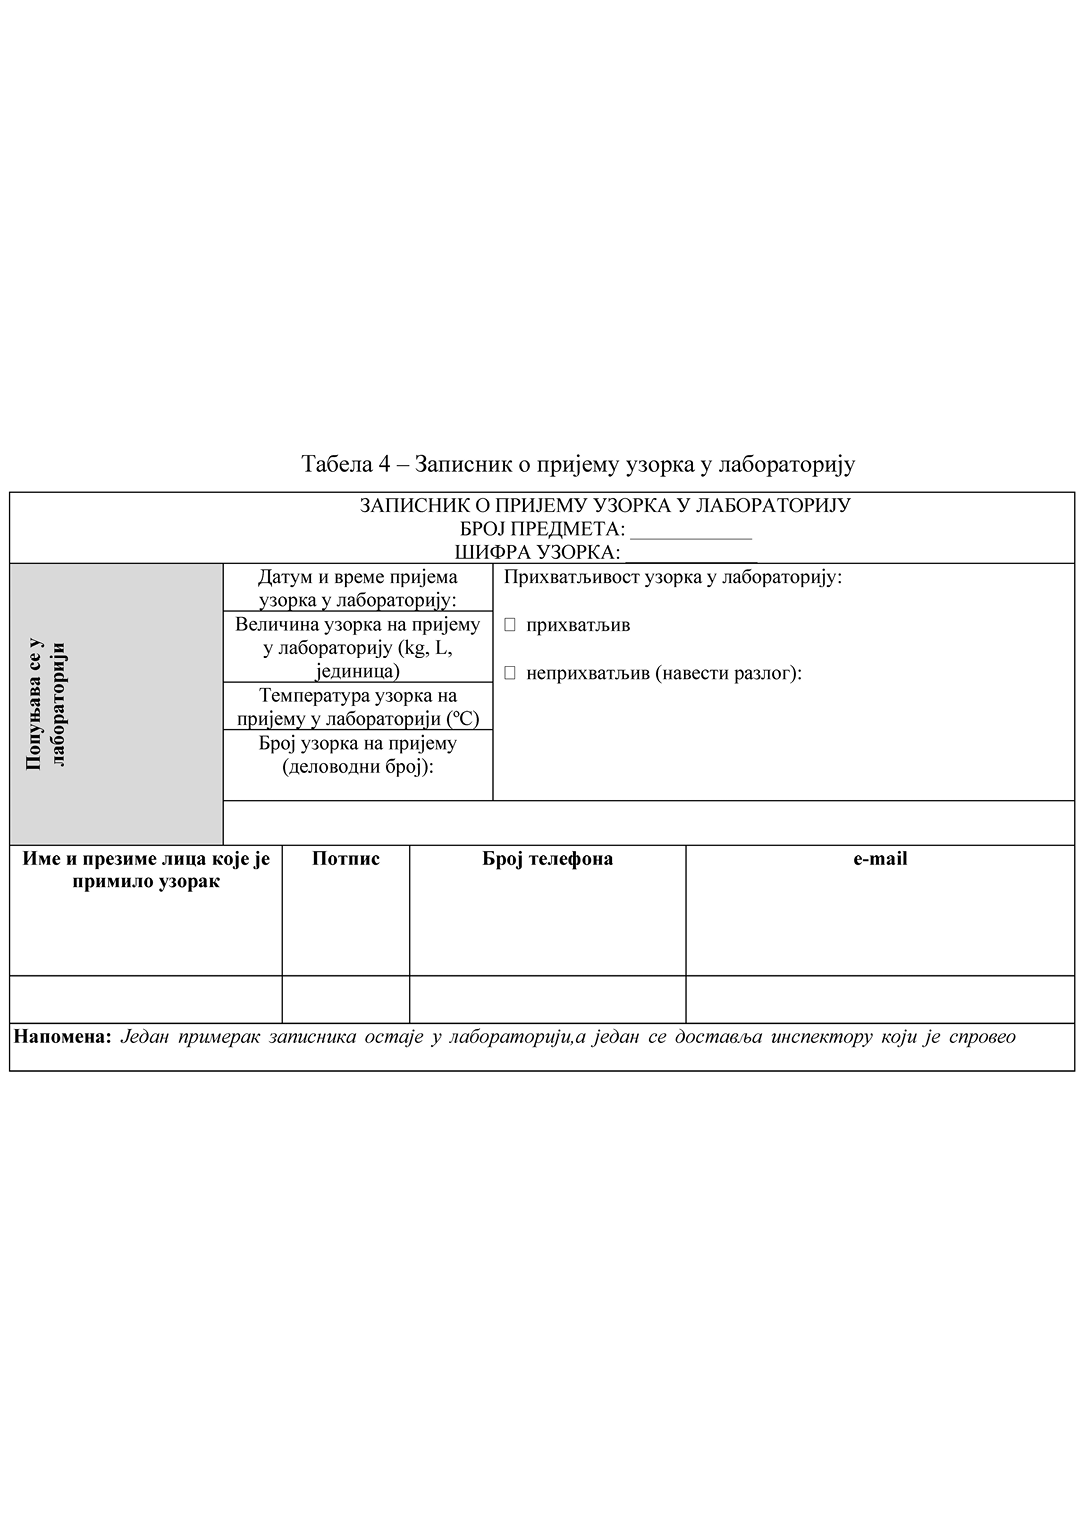 Табела 4 – Записник о пријему узорка у лабораторију
ЗАПИСНИК О ПРИЈЕМУ УЗОРКА У ЛАБОРАТОРИЈУ
БРОЈ ПРЕДМЕТА: ____________
ШИФРА УЗОРКА: _____________
Попуњава се у
лабораторији
Датум и време пријема
узорка у лабораторију:
Величина узорка на пријему
у лабораторију (kg, L,
јединица)
Температура узорка на
пријему у лабораторији (ºC)
Број узорка на пријему
(деловодни број):
Прихватљивост узорка у лабораторију:
□ прихватљив
□ неприхватљив (навести разлог):
Име и презиме лица које је
примило узорак
Потпис
Број телефона
e-mail
Напомена: Један примерак записника остаје у лабораторији,а један се доставља инспектору који је спровео